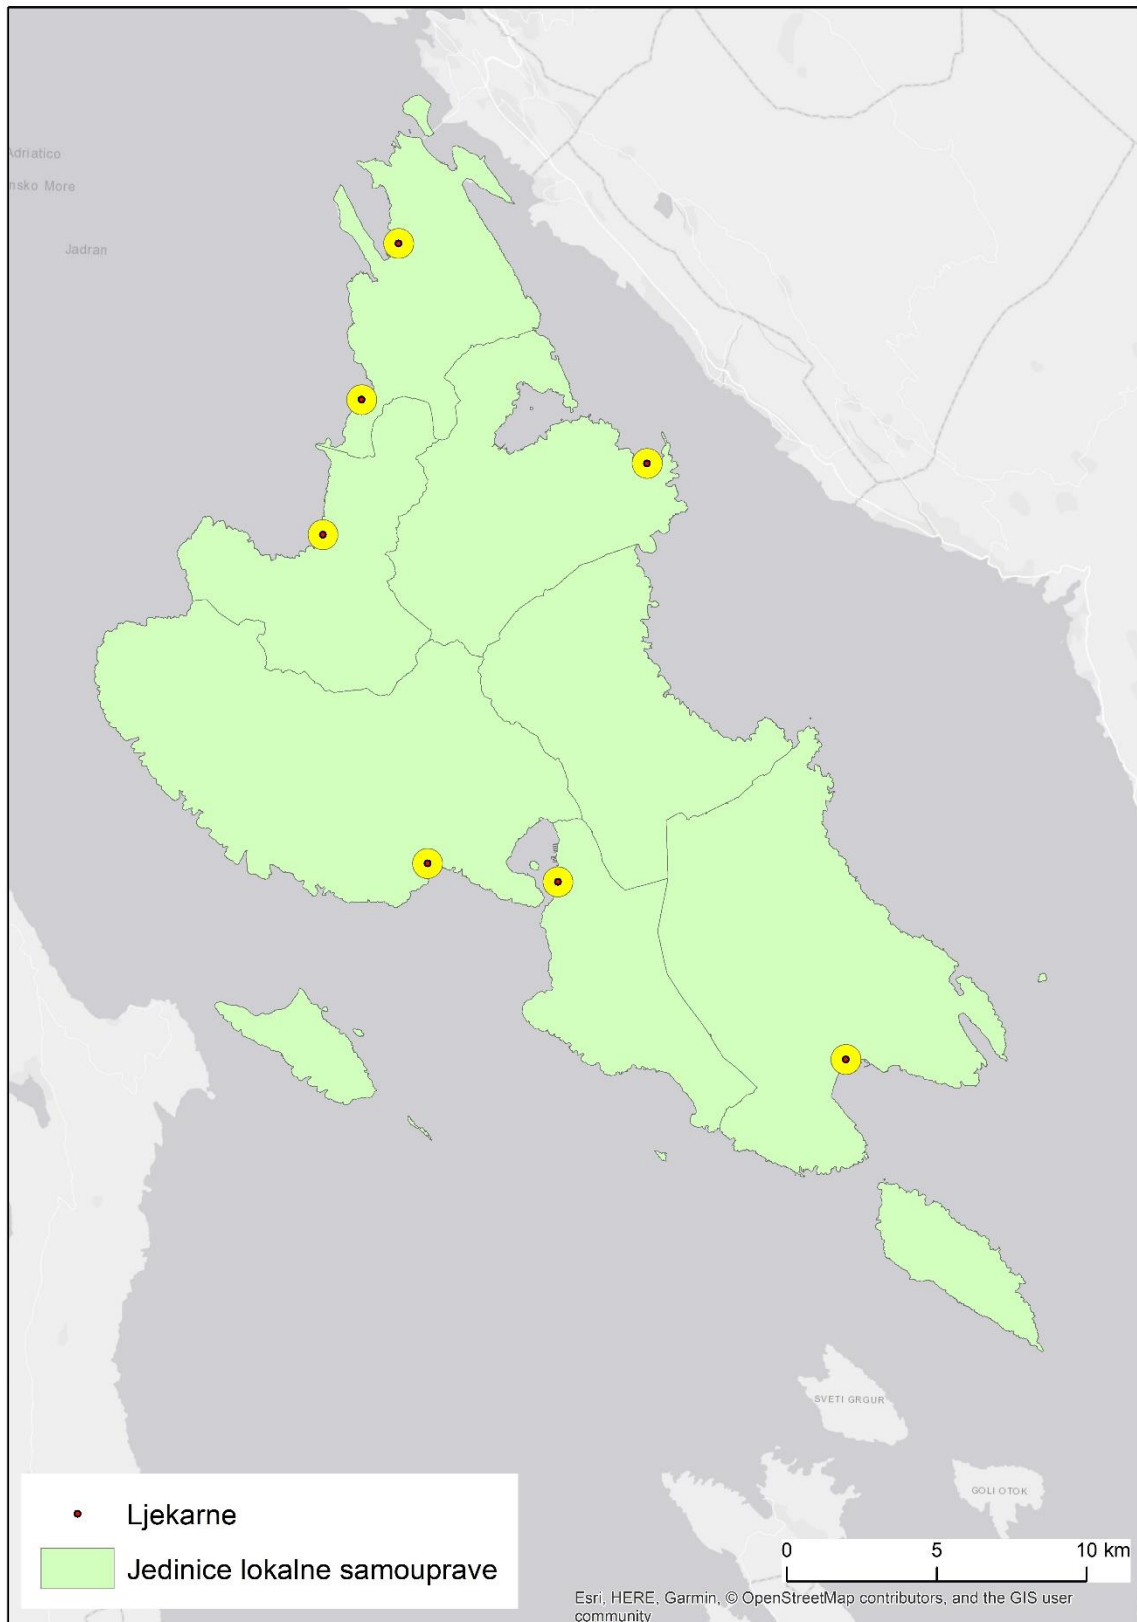 Adriatico
nsko More
Jadran
SVETI GRGUR
GOLI OTOK
Ljekarne
Jedinice lokalne samouprave
0 5 10 km
Esri, HERE, Garmin, © OpenStreetMap contributors, and the GIS user
community